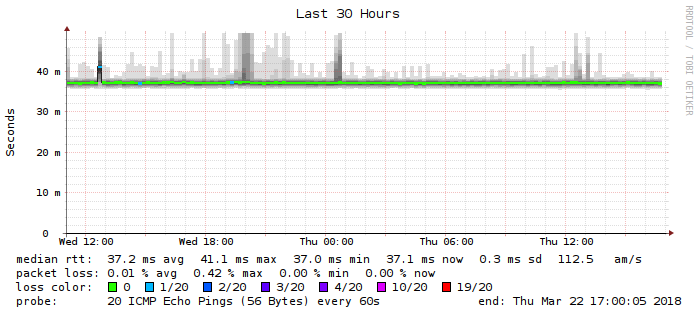 Last 30 Hours
RRDTOOL / TOBI OETIKER
Seconds
40 m
30 m
20 m
10 m
0
Wed 12:00 Wed 18:00 Thu 00:00 Thu 06:00 Thu 12:00
median rtt: 37.2 ms avg 41.1 ms max 37.0 ms min 37.1 ms now 0.3 ms sd 112.5 am/s
packet loss: 0.01 % avg 0.42 % max 0.00 % min 0.00 % now
loss color: 0 1/20 2/20 3/20 4/20 10/20 19/20
probe: 20 ICMP Echo Pings (56 Bytes) every 60s end: Thu Mar 22 17:00:05 2018